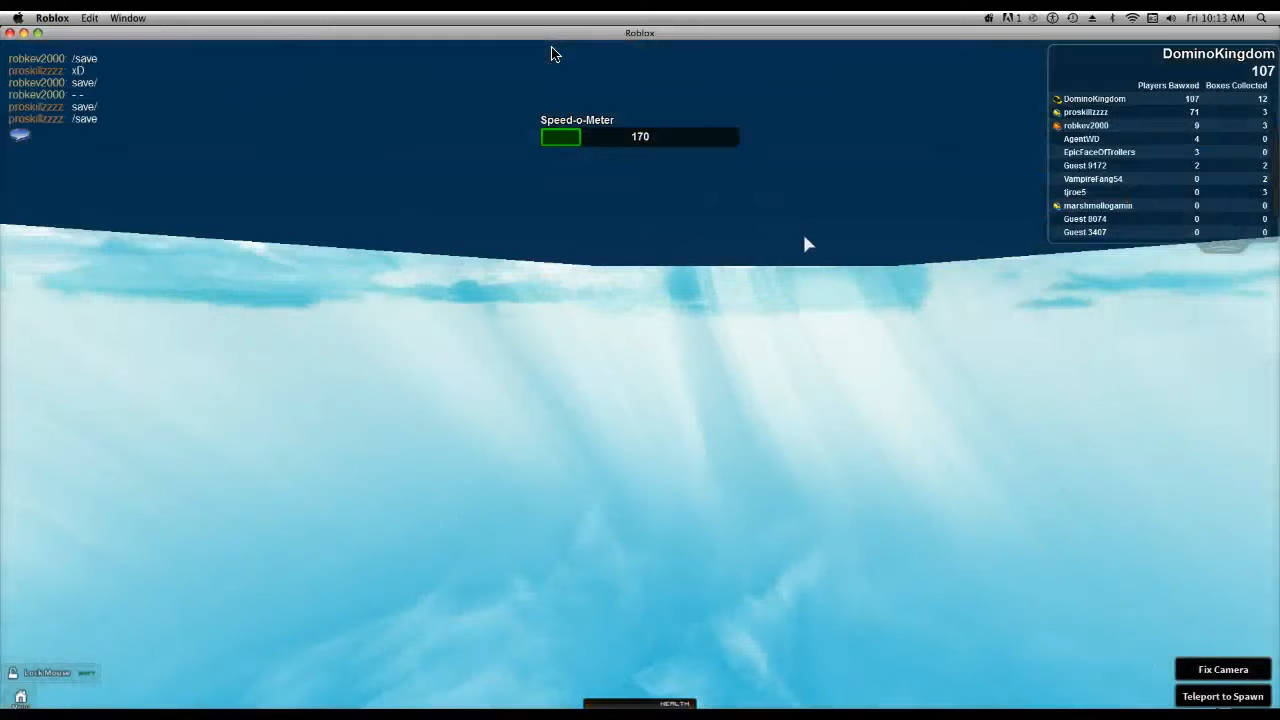 Roblox Edit Window
1 Fri 10:13 AM
Roblox
robkev2000: /save
proskillzzzz: xD
robkev2000: save/
robkev2000: - -
proskillzzzz: save/
proskillzzzz: /save
Speed-o-Meter
170
DominoKingdom
107
Players Bawxed Boxes Collected
DominoKingdom 107 12
proskillzzzz 71 3
robkev2000 9 3
AgentWD 4 0
EpicFaceOfTrollers 3 0
Guest 9172 2 2
VampireFang54 0 2
tjroe5 0 3
marshmellogamin 0 0
Guest 8074 0 0
Guest 3407 0 0
Lock Mouse
Fix Camera
Teleport to Spawn
HEALTH